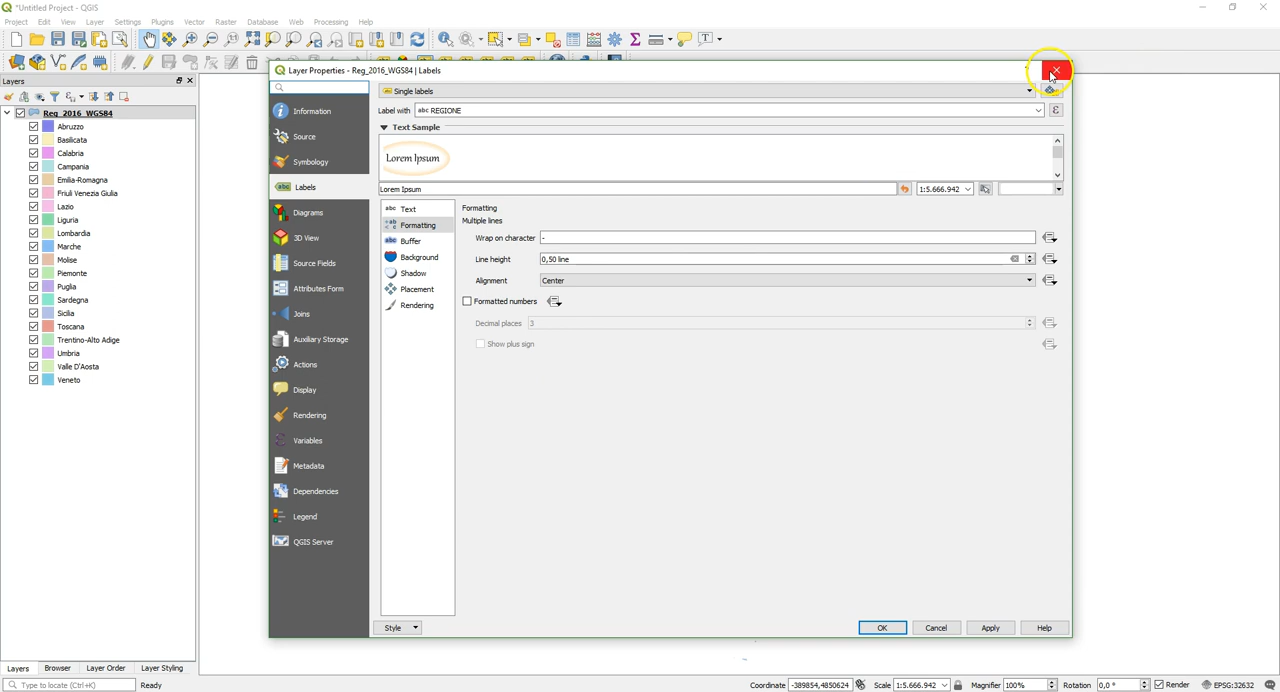 *Untitled Project - QGIS
Project Edit View Layer Settings Plugins Vector Raster Database Web Processing Help
Layers
Reg_2016_WGS84
Abruzzo
Basilicata
Calabria
Campania
Emilia-Romagna
Friuli Venezia Giulia
Lazio
Liguria
Lombardia
Marche
Molise
Piemonte
Puglia
Sardegna
Sicilia
Toscana
Trentino-Alto Adige
Umbria
Valle D'Aosta
Veneto
Layer Properties - Reg_2016_WGS84 | Labels
Information
Source
Symbology
abc Labels
Diagrams
3D View
Source Fields
Attributes Form
Joins
Auxiliary Storage
Actions
Display
Rendering
Variables
Metadata
Dependencies
Legend
QGIS Server
abc Single labels
Label with abc REGIONE
Text Sample
Lorem Ipsum
Lorem Ipsum 1:5.666.942
abc Text
Formatting
abc Buffer
Background
Shadow
Placement
Rendering
Formatting
Multiple lines
Wrap on character -
Line height 0,50 line
Alignment Center
Formatted numbers
Decimal places 3
Show plus sign
Style OK Cancel Apply Help
Layers Browser Layer Order Layer Styling
Type to locate (Ctrl+K) Ready Coordinate -389854,4850624 Scale 1:5.666.942 Magnifier 100% Rotation 0,0 ° Render EPSG:32632